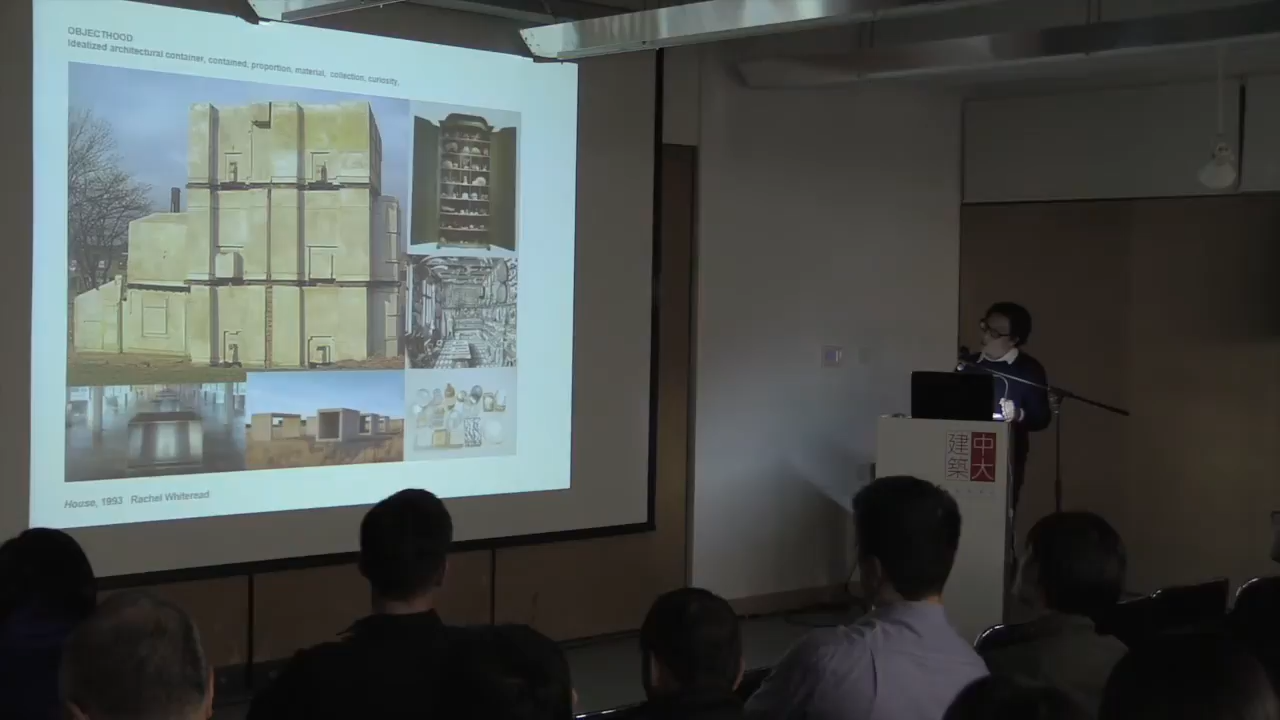 OBJECTHOOD
Idealized architectural container, contained, proportion, material, collection, curiosity,
House, 1993 Rachel Whiteread
建築 中大